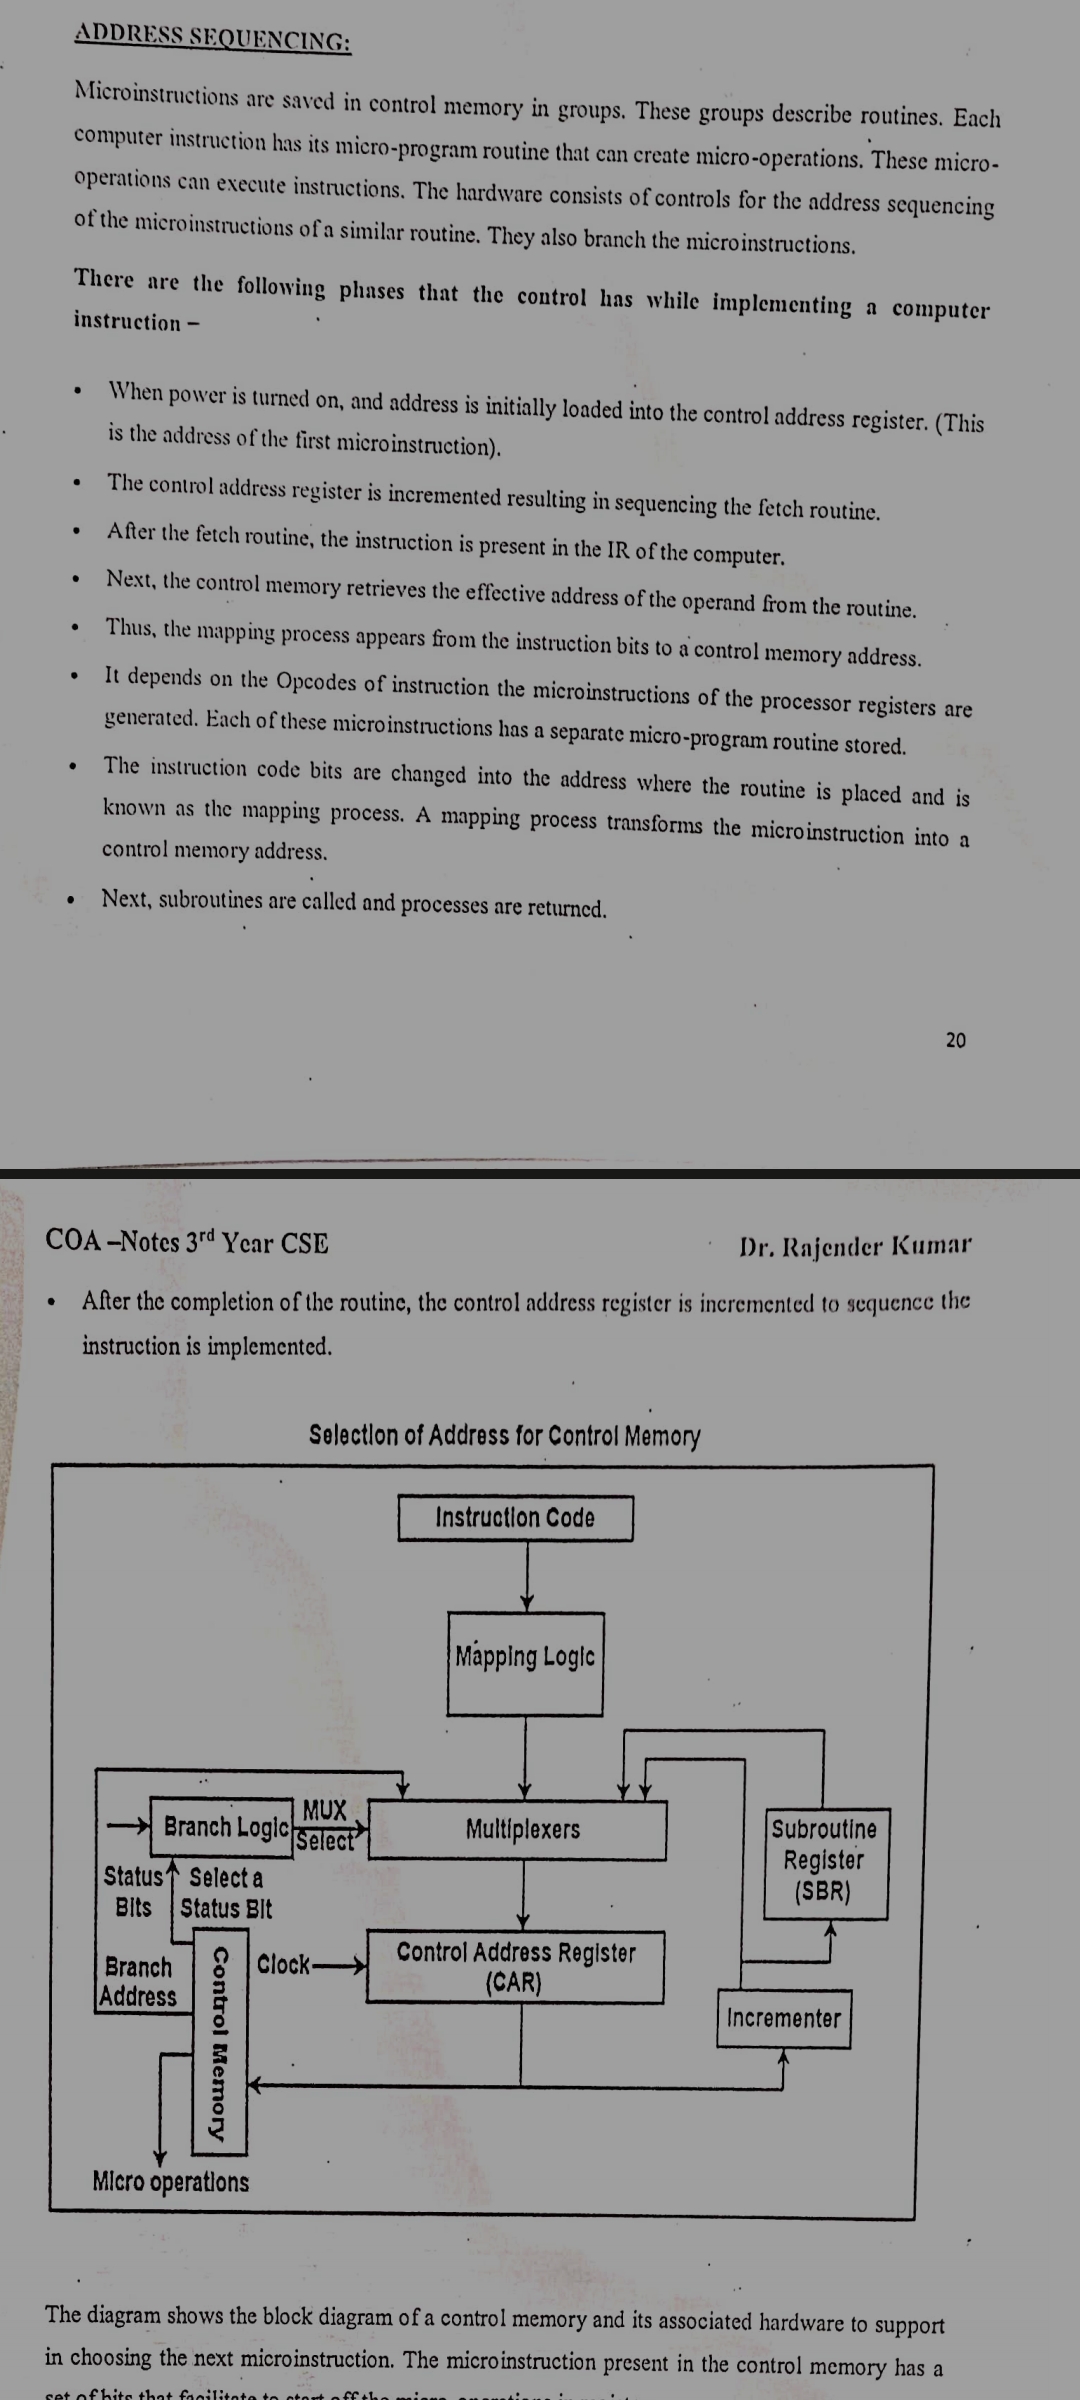 ADDRESS SEQUENCING:
Microinstructions are saved in control memory in groups. These groups describe routines. Each
computer instruction has its micro-program routine that can create micro-operations. These micro-
operations can execute instructions. The hardware consists of controls for the address sequencing
of the microinstructions of a similar routine. They also branch the microinstructions.
There are the following phases that the control has while implementing a computer
instruction –
• When power is turned on, and address is initially loaded into the control address register. (This
is the address of the first microinstruction).
• The control address register is incremented resulting in sequencing the fetch routine.
• After the fetch routine, the instruction is present in the IR of the computer.
• Next, the control memory retrieves the effective address of the operand from the routine.
• Thus, the mapping process appears from the instruction bits to a control memory address.
• It depends on the Opcodes of instruction the microinstructions of the processor registers are
generated. Each of these microinstructions has a separate micro-program routine stored.
• The instruction code bits are changed into the address where the routine is placed and is
known as the mapping process. A mapping process transforms the microinstruction into a
control memory address.
• Next, subroutines are called and processes are returned.
20
COA –Notes 3rd Year CSE
Dr. Rajender Kumar
• After the completion of the routine, the control address register is incremented to sequence the
instruction is implemented.
Selection of Address for Control Memory
Instruction Code
Mapping Logic
Branch Logic
MUX
Select
Multiplexers
Subroutine
Register
(SBR)
Status
Bits
Select a
Status Bit
Branch
Address
Control Memory
Clock
Control Address Register
(CAR)
Incrementer
Micro operations
The diagram shows the block diagram of a control memory and its associated hardware to support
in choosing the next microinstruction. The microinstruction present in the control memory has a
set of bits that facilitate to start off the micro-operations in